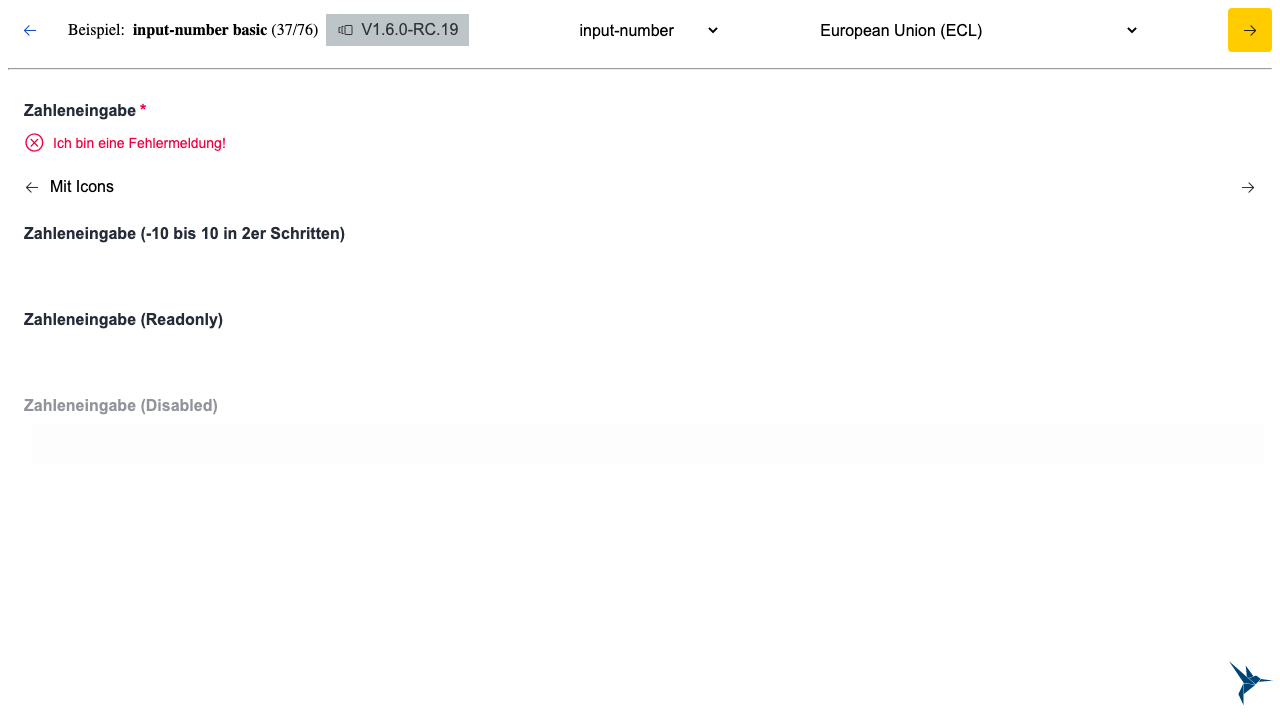 Beispiel: input-number basic (37/76) V1.6.0-RC.19 input-number European Union (ECL)
Zahleneingabe *
Ich bin eine Fehlermeldung!
Mit Icons
Zahleneingabe (-10 bis 10 in 2er Schritten)
Zahleneingabe (Readonly)
Zahleneingabe (Disabled)